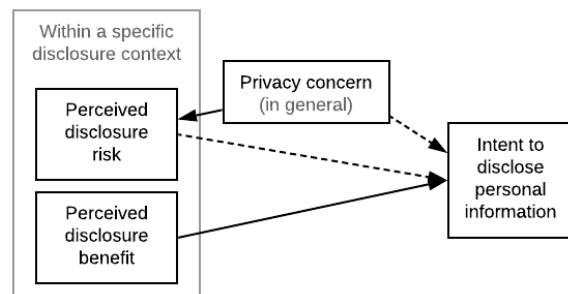 Within a specific
disclosure context
Privacy concern
(in general)
Perceived
disclosure
risk
Intent to
disclose
personal
information
Perceived
disclosure
benefit